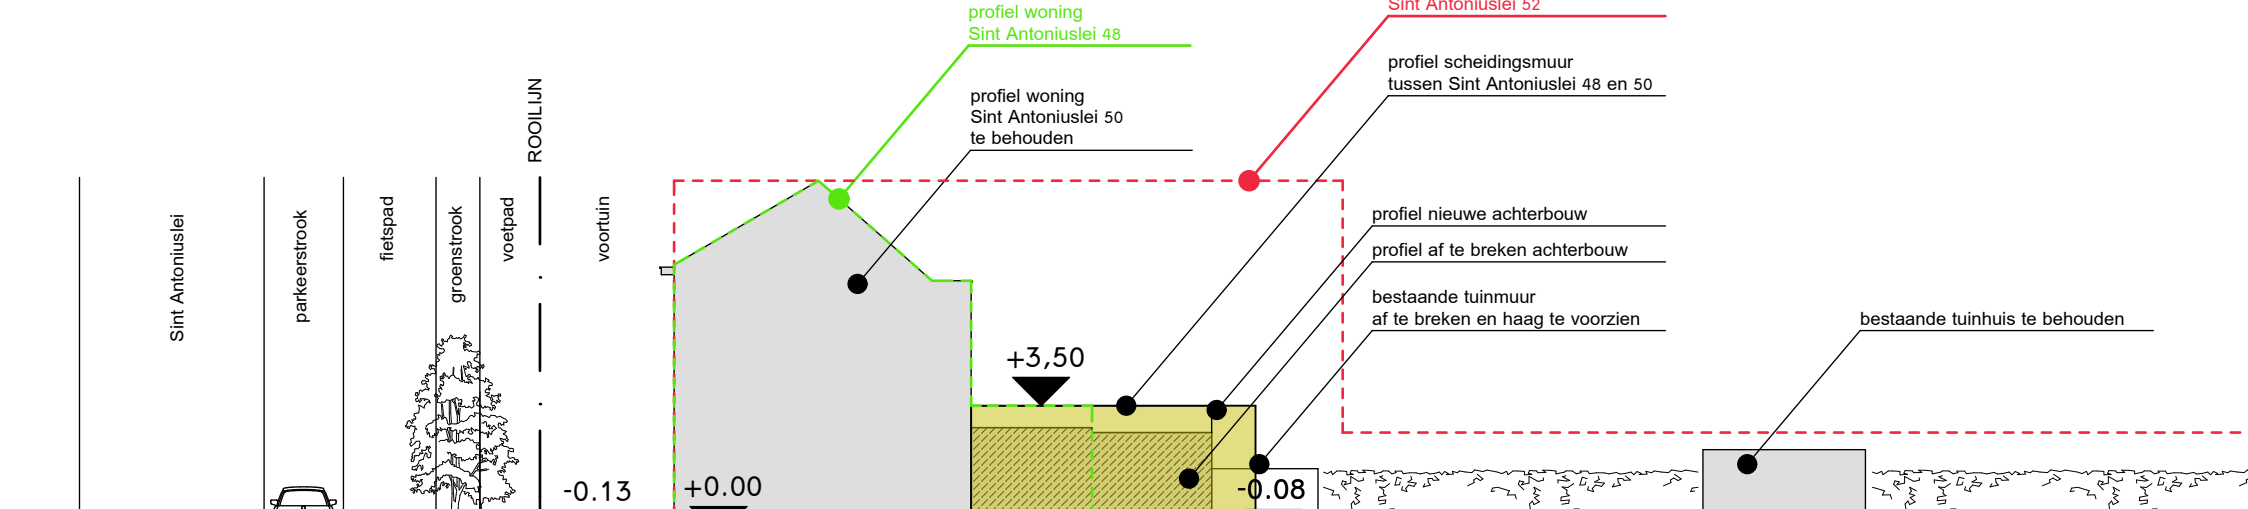 profiel woning
Sint Antoniuslei 48
Sint Antoniuslei 52
profiel scheidingsmuur
tussen Sint Antoniuslei 48 en 50
profiel woning
Sint Antoniuslei 50
te behouden
ROOILIJN
Sint Antoniuslei
parkeerstrook
fietspad
groenstrook
voetpad
voortuin
profiel nieuwe achterbouw
profiel af te breken achterbouw
bestaande tuinmuur
af te breken en haag te voorzien
bestaande tuinhuis te behouden
+3,50
-0.13
+0.00
-0.08